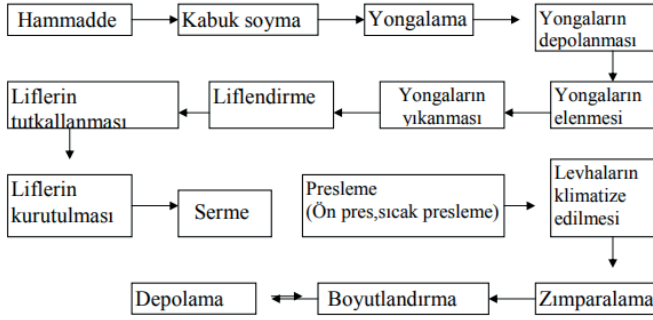 Hammadde
Kabuk soyma
Yongalama
Yongaların
depolanması
Yongaların
elenmesi
Yongaların
yıkanması
Liflendirme
Liflerin
tutkallanması
Liflerin
kurutulması
Serme
Presleme
(Ön pres,sıcak presleme)
Levhaların
klimatize
edilmesi
Zımparalama
Boyutlandırma
Depolama